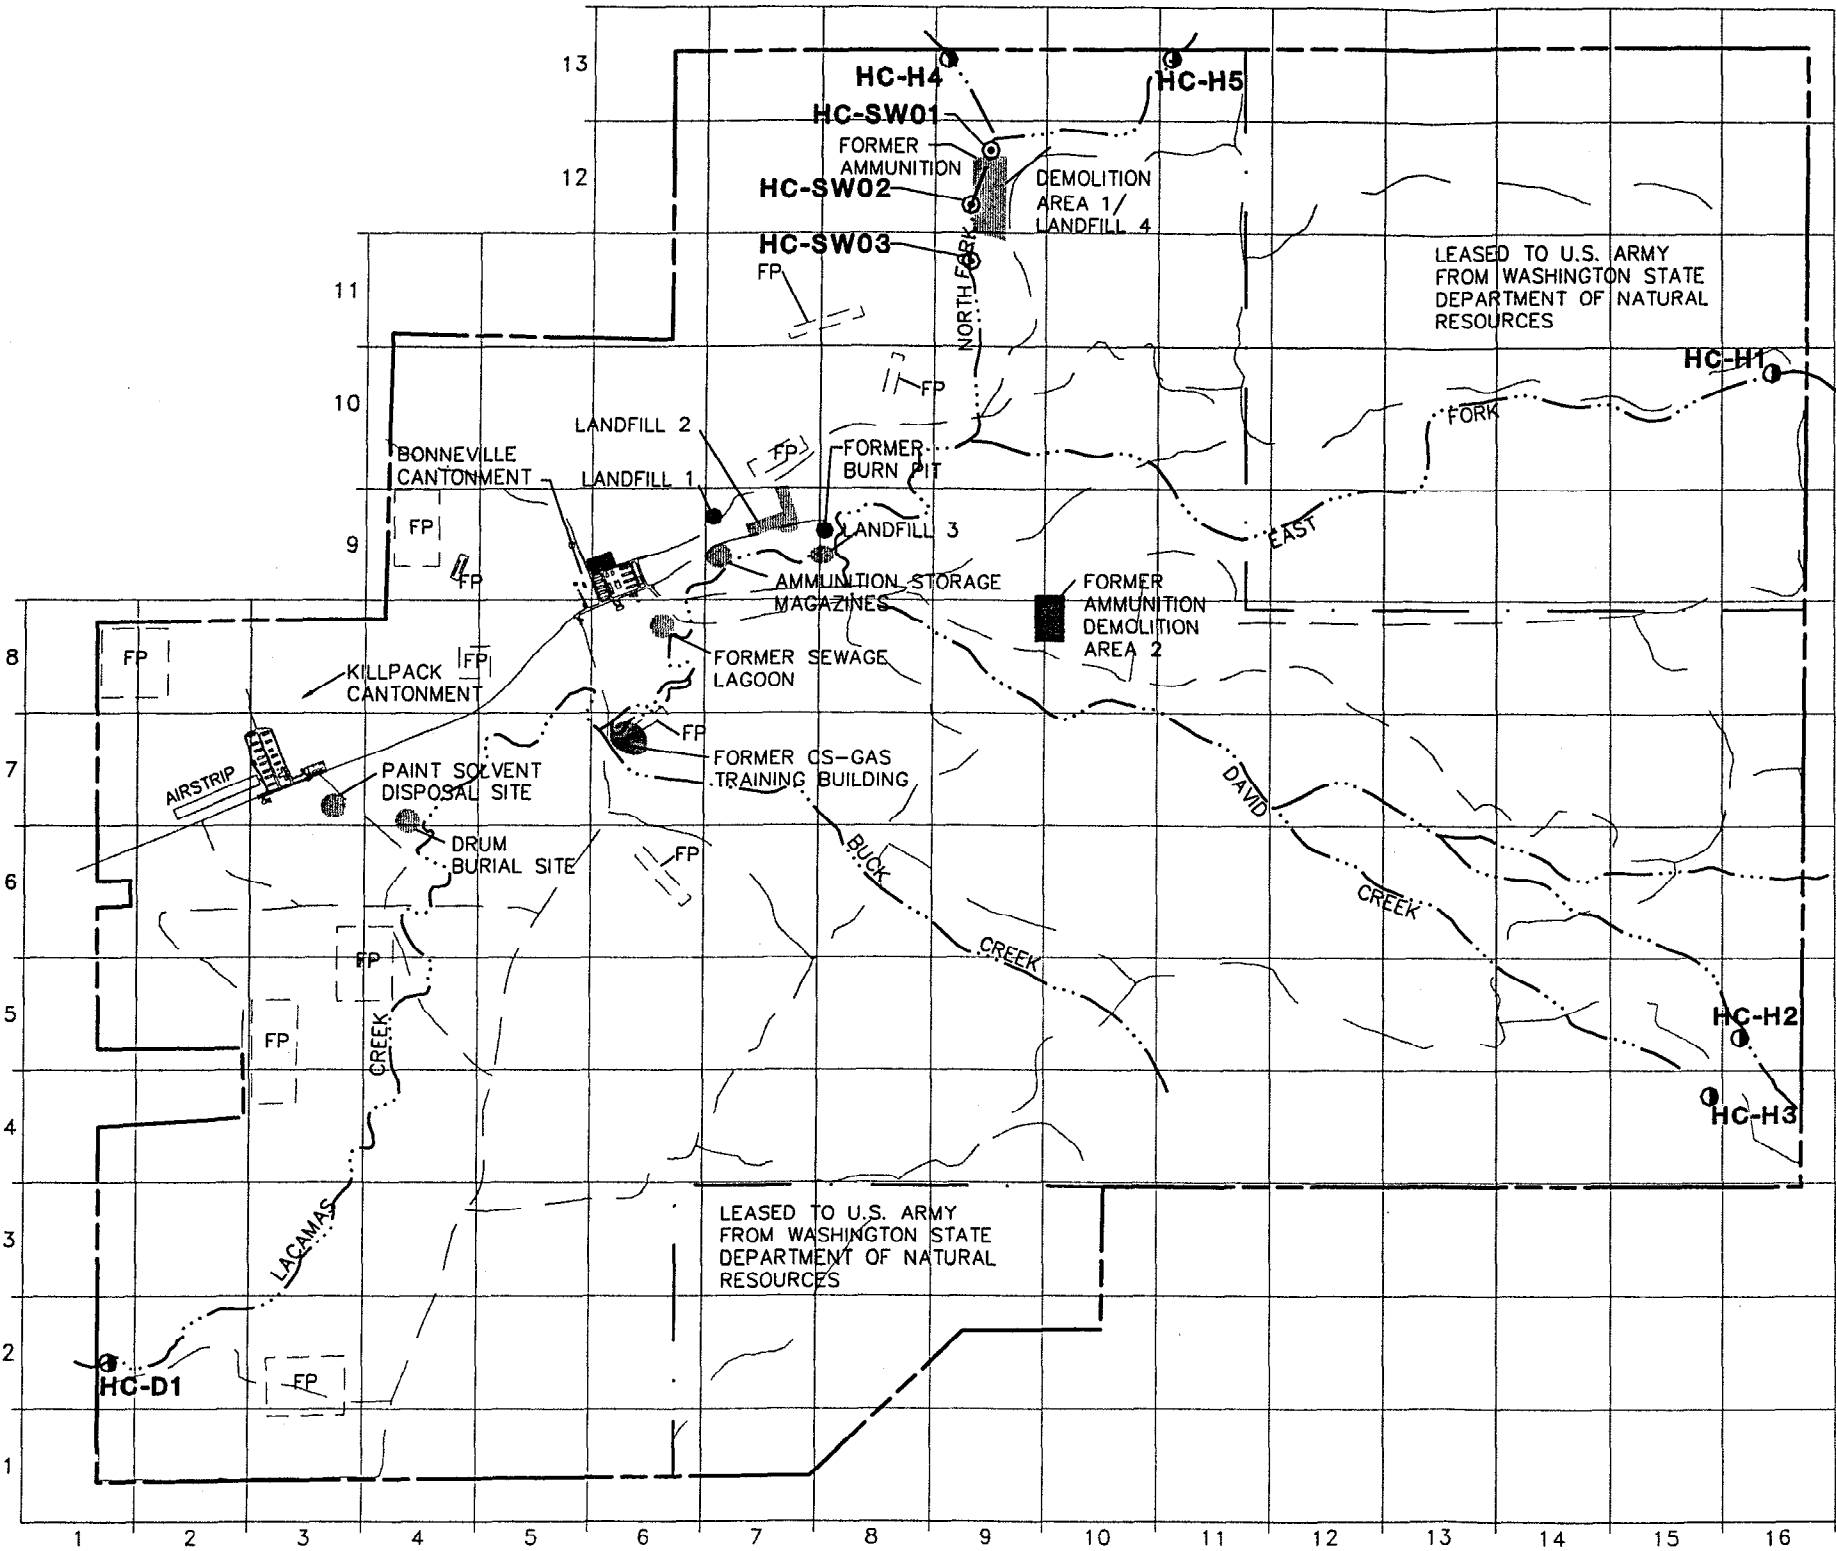 13
HC-H4
HC-H5
HC-SW01
FORMER
AMMUNITION
12
HC-SW02
DEMOLITION
AREA 1/
LANDFILL 4
HC-SW03
FP
NORTH FORK
11
LEASED TO U.S. ARMY
FROM WASHINGTON STATE
DEPARTMENT OF NATURAL
RESOURCES
HC-H1
FP
10
FORK
LANDFILL 2
BONNEVILLE
CANTONMENT
FP
FORMER
BURN PIT
LANDFILL 1
FP
9
LANDFILL 3
EAST
FP
AMMUNITION STORAGE
MAGAZINES
FORMER
AMMUNITION
DEMOLITION
AREA 2
8
FP
FP
KILLPACK
CANTONMENT
FORMER SEWAGE
LAGOON
FP
FORMER CS-GAS
TRAINING BUILDING
7
AIRSTRIP
PAINT SOLVENT
DISPOSAL SITE
DAVID
DRUM
BURIAL SITE
FP
BUCK
6
CREEK
FP
CREEK
5
FP
CREEK
HC-H2
4
HC-H3
3
LACAMAS
LEASED TO U.S. ARMY
FROM WASHINGTON STATE
DEPARTMENT OF NATURAL
RESOURCES
2
HC-D1
FP
1
1 2 3 4 5 6 7 8 9 10 11 12 13 14 15 16